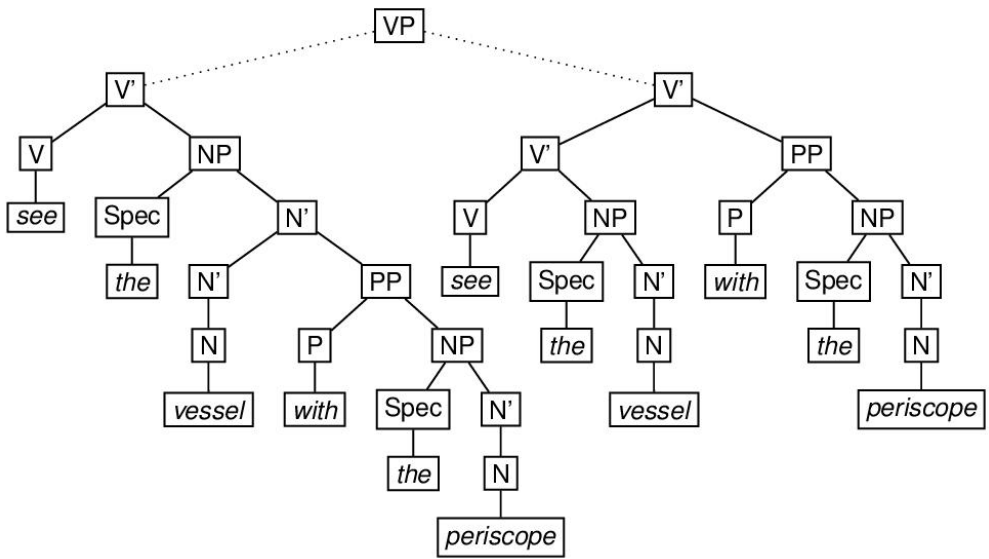 VP
V' V'
V NP V' PP
see Spec N' V NP P NP
the N' PP see Spec N' with Spec N'
N P NP the N the N
vessel with Spec N' vessel periscope
the N
periscope